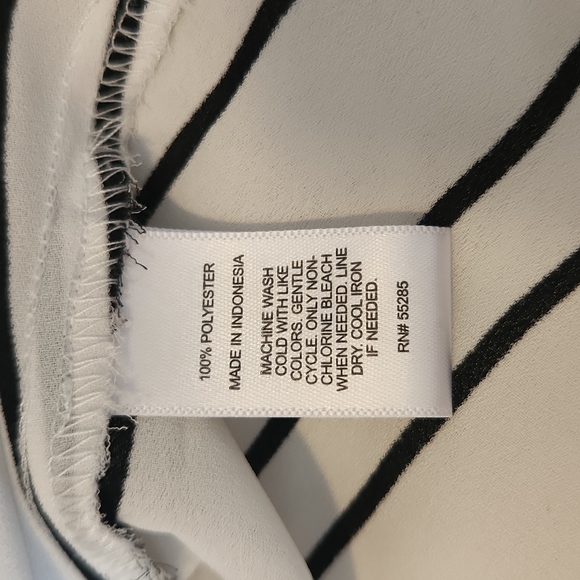 100% POLYESTER
MADE IN INDONESIA
MACHINE WASH
COLD WITH LIKE
COLORS. GENTLE
CYCLE. ONLY NON-
CHLORINE BLEACH
WHEN NEEDED. LINE
DRY. COOL IRON
IF NEEDED.
RN# 55285